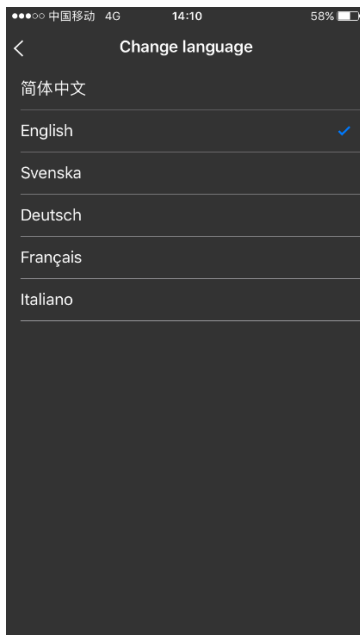 中国移动 4G 14:10 58%
Change language
简体中文
English
Svenska
Deutsch
Français
Italiano